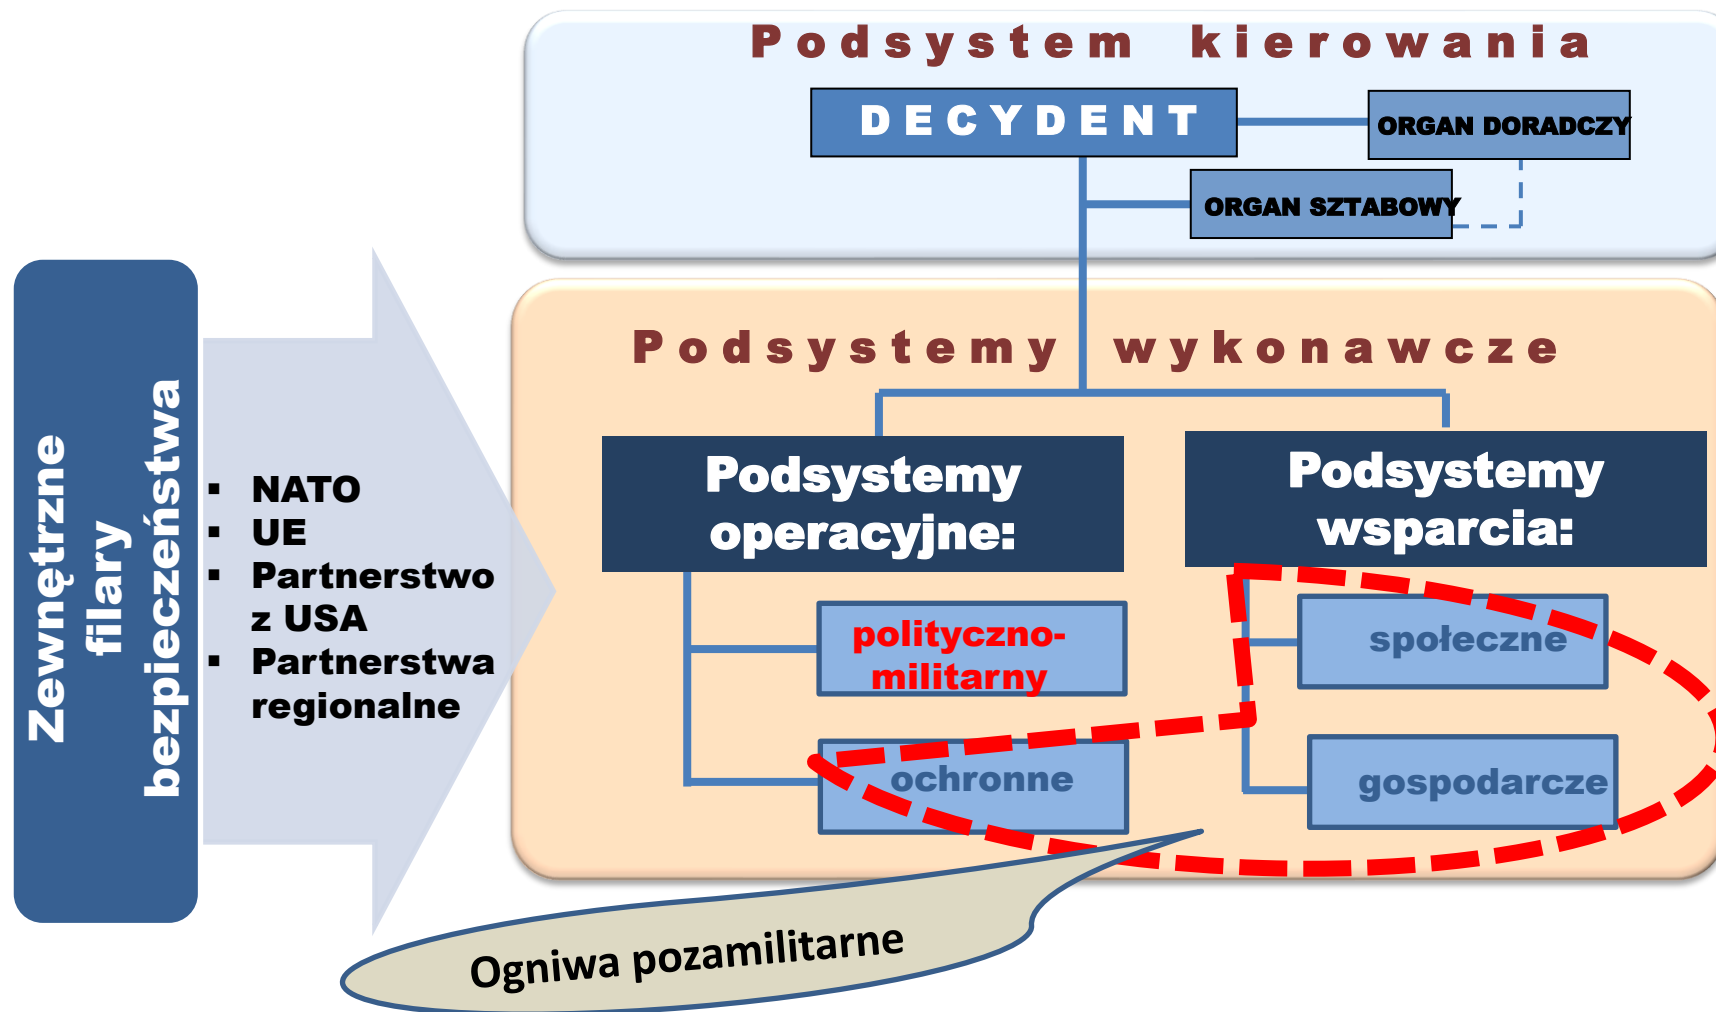 Podsystem kierowania
DECYDENT
ORGAN DORADCZY
ORGAN SZTABOWY
Zewnętrzne
filary
bezpieczeństwa
▪ NATO
▪ UE
▪ Partnerstwo
z USA
▪ Partnerstwa
regionalne
Podsystemy wykonawcze
Podsystemy
operacyjne:
polityczno-
militarny
ochronne
Podsystemy
wsparcia:
społeczne
gospodarcze
Ogniwa pozamilitarne